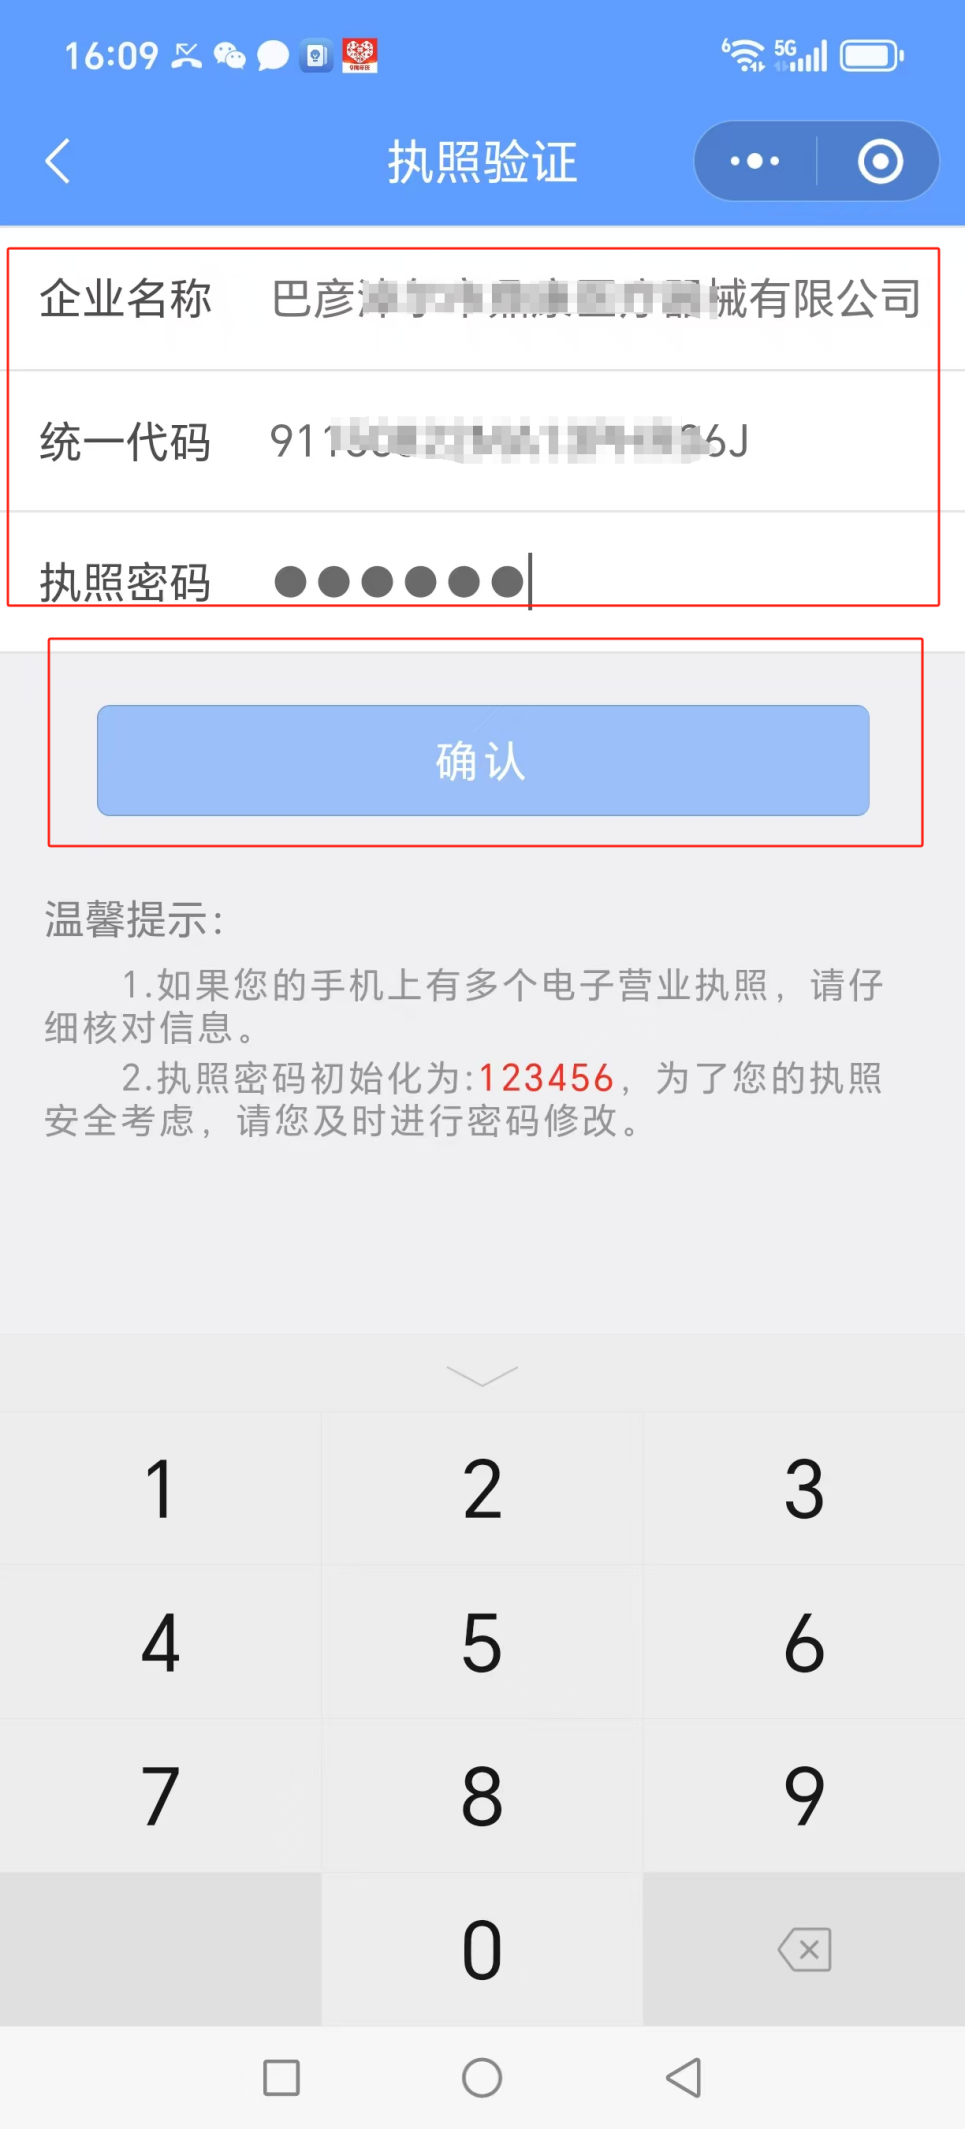 16:09
6 5G
执照验证
企业名称 巴彦 械有限公司
统一代码 911 6J
执照密码 ●●●●●●
确认
温馨提示:
1.如果您的手机上有多个电子营业执照，请仔
细核对信息。
2.执照密码初始化为:123456，为了您的执照
安全考虑，请您及时进行密码修改。
1 2 3
4 5 6
7 8 9
0